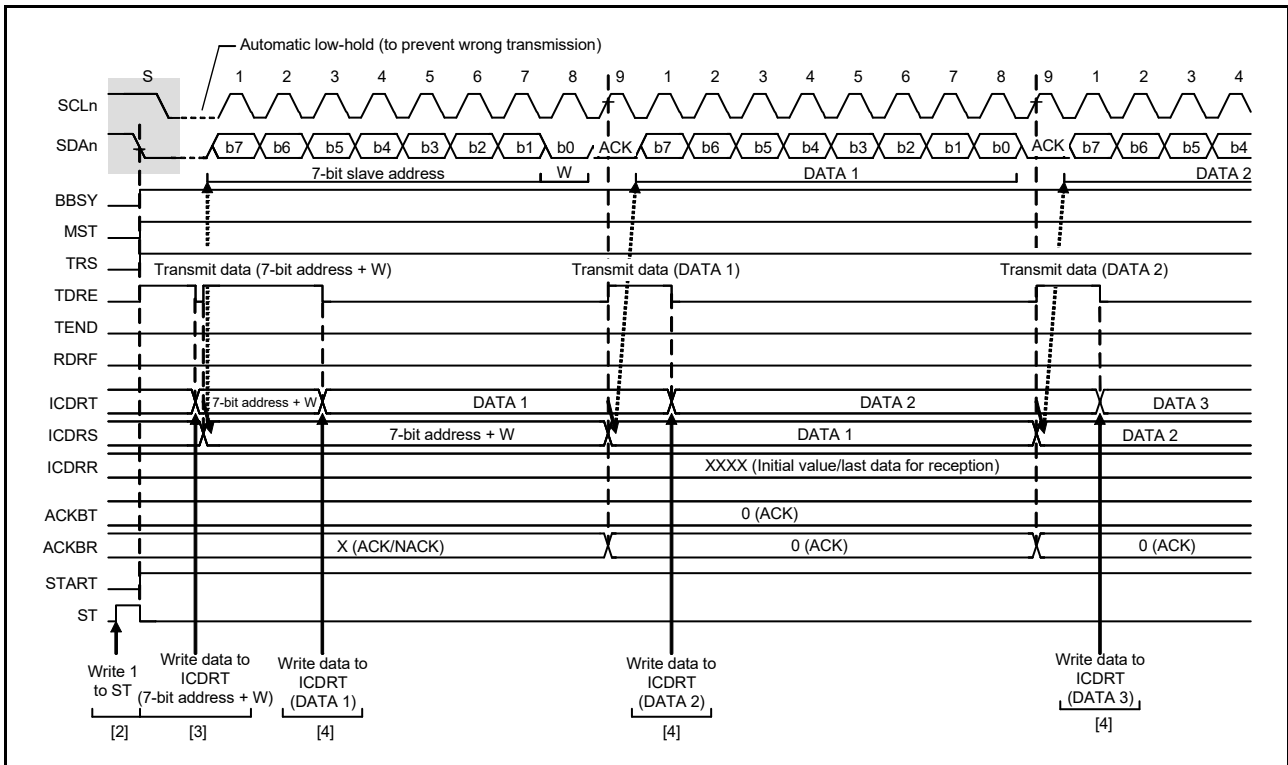 Automatic low-hold (to prevent wrong transmission)
S 1 2 3 4 5 6 7 8 9 1 2 3 4 5 6 7 8 9 1 2 3 4
SCLn
SDAn b7 b6 b5 b4 b3 b2 b1 b0 ACK b7 b6 b5 b4 b3 b2 b1 b0 ACK b7 b6 b5 b4
7-bit slave address W DATA 1 DATA 2
BBSY
MST
TRS
Transmit data (7-bit address + W) Transmit data (DATA 1) Transmit data (DATA 2)
TDRE
TEND
RDRF
ICDRT 7-bit address + W DATA 1 DATA 2 DATA 3
ICDRS 7-bit address + W DATA 1 DATA 2
ICDRR XXXX (Initial value/last data for reception)
ACKBT 0 (ACK)
ACKBR X (ACK/NACK) 0 (ACK) 0 (ACK)
START
ST
Write 1
to ST
[2]
Write data to
ICDRT
(7-bit address + W)
[3]
Write data to
ICDRT
(DATA 1)
[4]
Write data to
ICDRT
(DATA 2)
[4]
Write data to
ICDRT
(DATA 3)
[4]